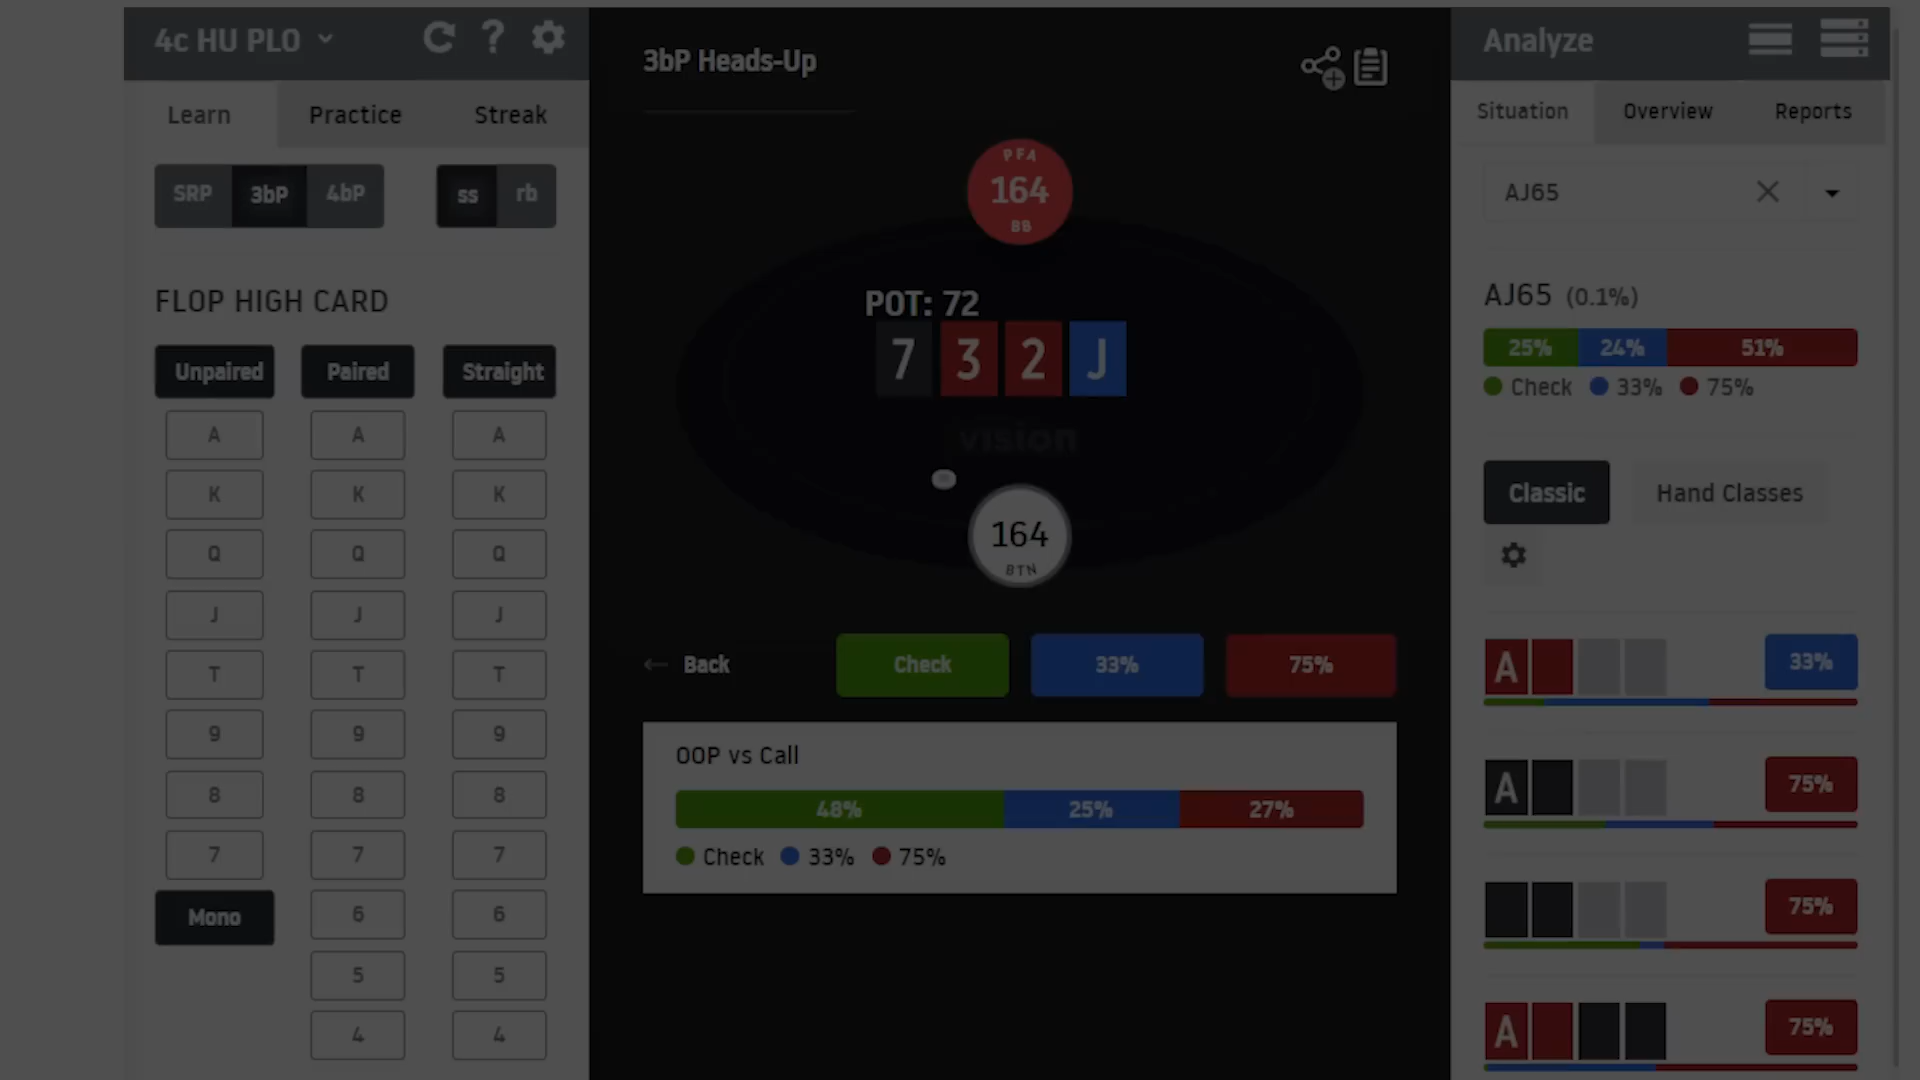 4c HU PLO
?
Learn
Practice
Streak
SRP
3bP
4bP
ss
rb
FLOP HIGH CARD
Unpaired
Paired
Straight
A
A
A
K
K
K
Q
Q
Q
J
J
J
T
T
T
9
9
9
8
8
8
7
7
7
Mono
6
6
5
5
4
4
3bP Heads-Up
PFA
164
BB
POT: 72
7
3
2
J
vision
164
BTN
← Back
Check
33%
75%
OOP vs Call
48%
25%
27%
Check
33%
75%
Analyze
Situation
Overview
Reports
AJ65
AJ65 (0.1%)
25%
24%
51%
Check
33%
75%
Classic
Hand Classes
A
33%
A
75%
75%
A
75%